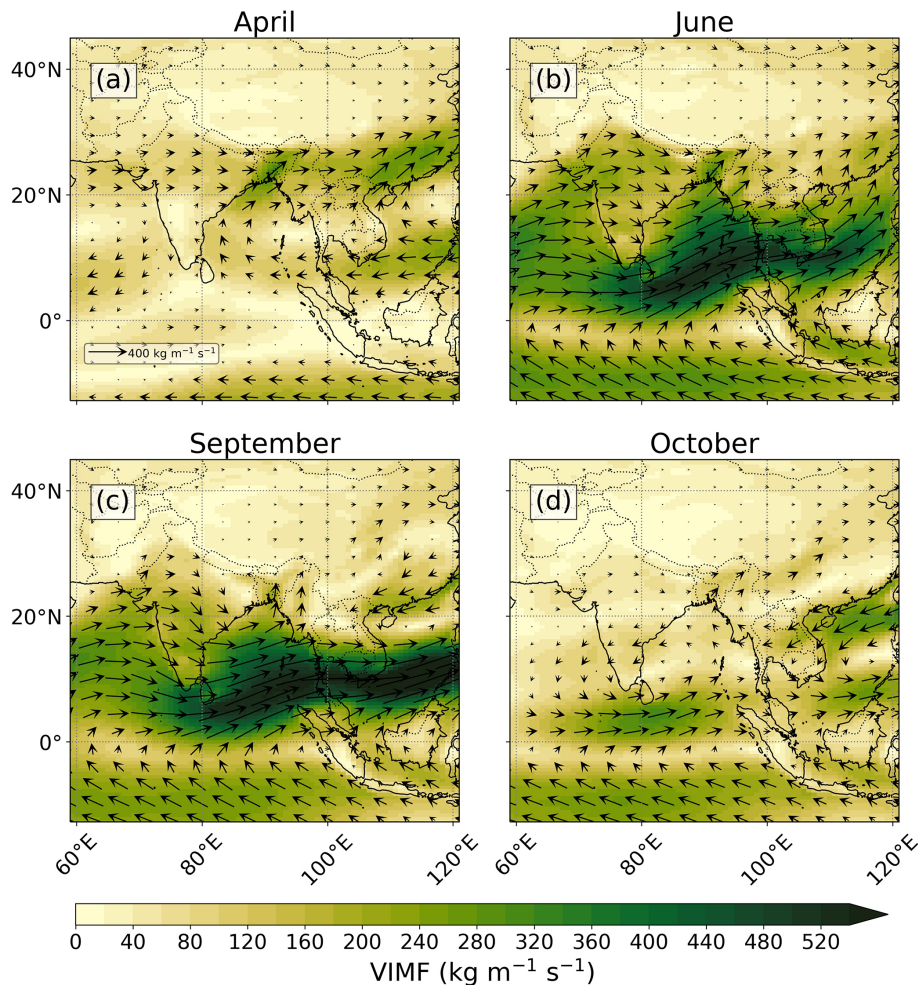 April
June
(a)
(b)
40°N
20°N
0°
400 kg m⁻¹ s⁻¹
September
October
(c)
(d)
40°N
20°N
0°
60°E 80°E 100°E 120°E 60°E 80°E 100°E 120°E
0 40 80 120 160 200 240 280 320 360 400 440 480 520
VIMF (kg m⁻¹ s⁻¹)